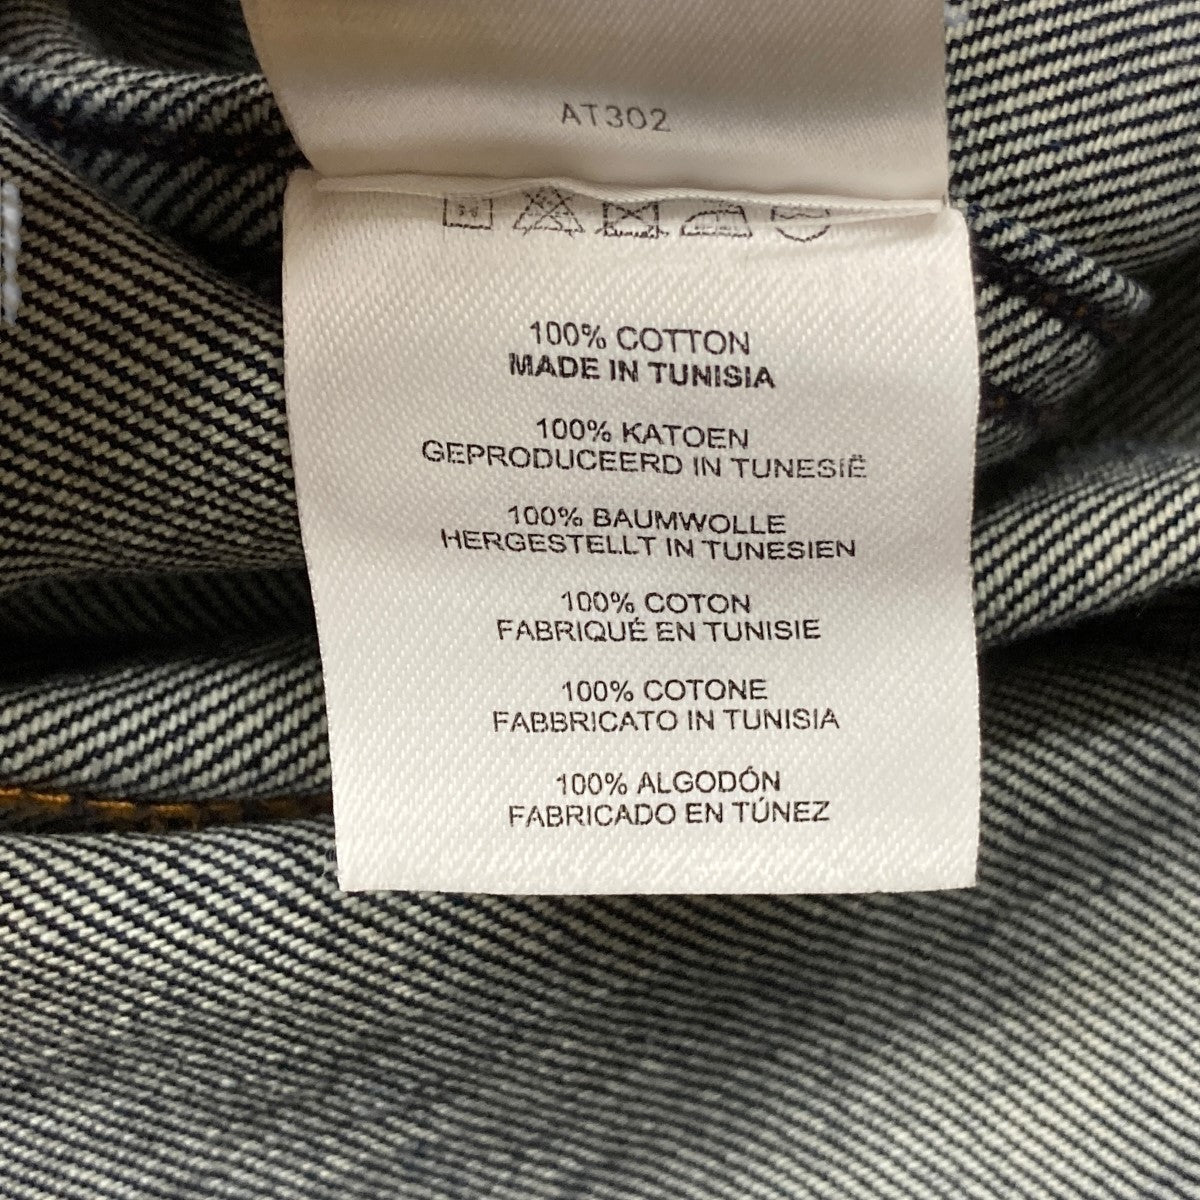 AT302
100% COTTON
MADE IN TUNISIA
100% KATOEN
GEPRODUCEERD IN TUNESIË
100% BAUMWOLLE
HERGESTELLT IN TUNESIEN
100% COTON
FABRIQUÉ EN TUNISIE
100% COTONE
FABBRICATO IN TUNISIA
100% ALGODÓN
FABRICADO EN TÚNEZ